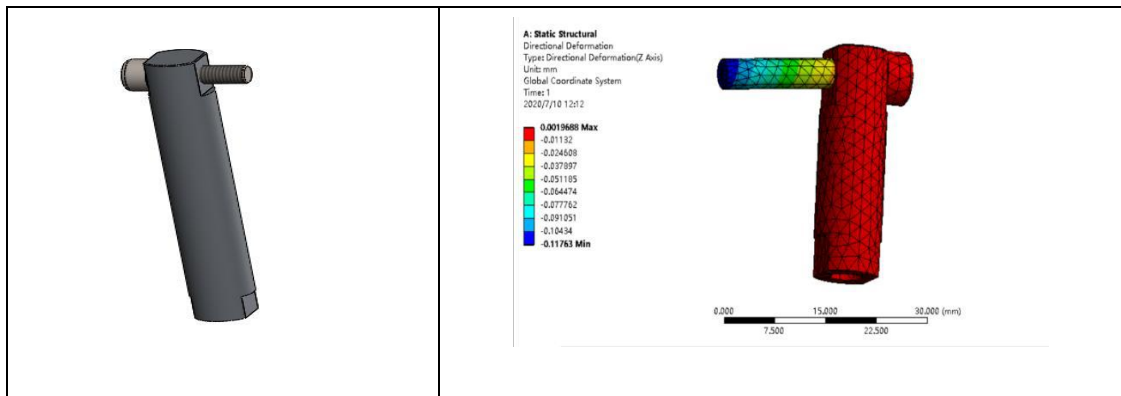 A: Static Structural
Directional Deformation
Type: Directional Deformation(Z Axis)
Unit: mm
Global Coordinate System
Time: 1
2020/7/10 12:12
0.0019688 Max
-0.01132
-0.024608
-0.037897
-0.051185
-0.064474
-0.077762
-0.091051
-0.10434
-0.11763 Min
0.000 15.000 30.000 (mm)
7.500 22.500